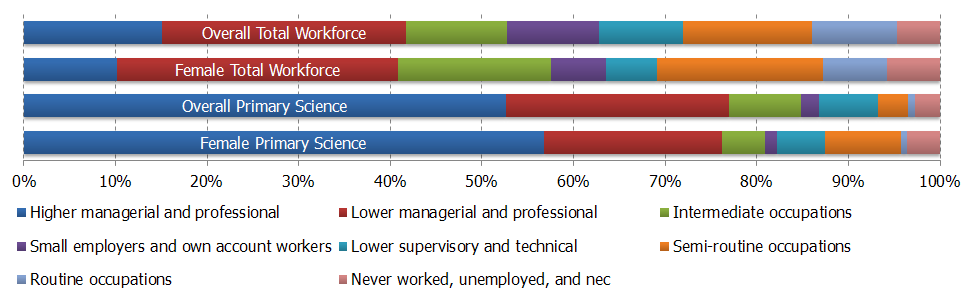 Overall Total Workforce
Female Total Workforce
Overall Primary Science
Female Primary Science
0% 10% 20% 30% 40% 50% 60% 70% 80% 90% 100%
Higher managerial and professional Lower managerial and professional Intermediate occupations
Small employers and own account workers Lower supervisory and technical Semi-routine occupations
Routine occupations Never worked, unemployed, and nec